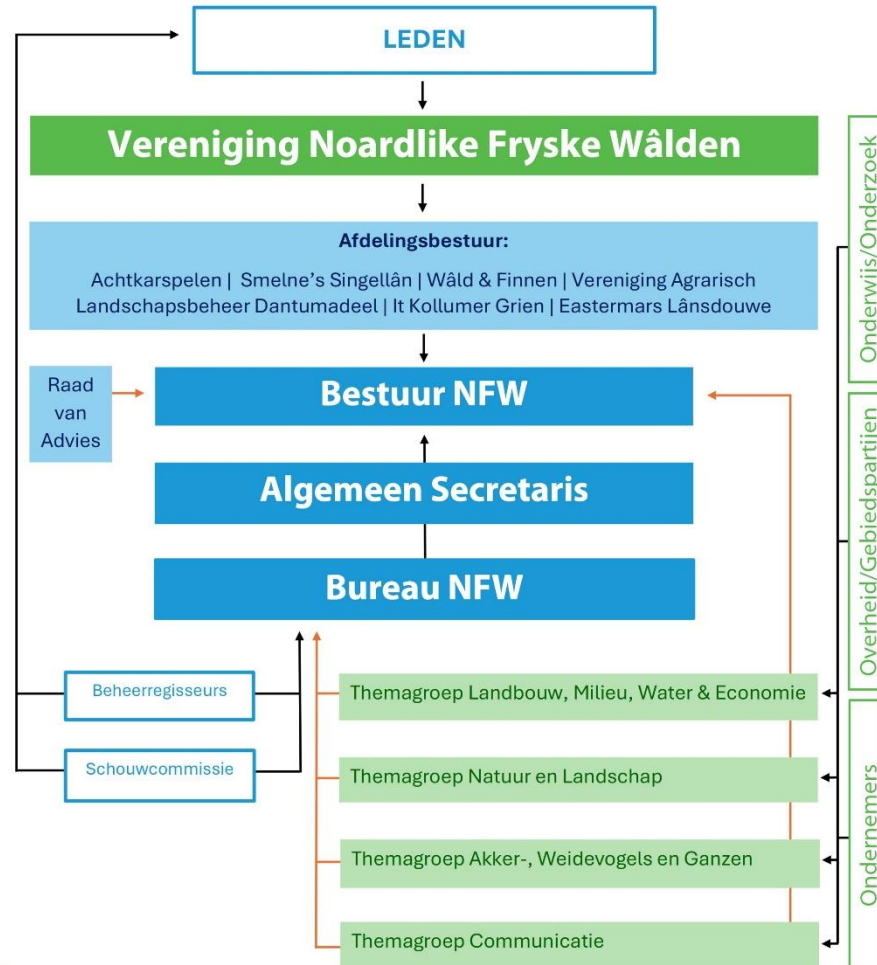 LEDEN
Vereniging Noardlike Fryske Wâlden
Afdelingsbestuur:
Achtkarspelen | Smelne's Singellân | Wâld & Finnen | Vereniging Agrarisch
Landschapsbeheer Dantumadeel | It Kollumer Grien | Eastermars Lânsdouwe
Raad
van
Advies
Bestuur NFW
Algemeen Secretaris
Bureau NFW
Beheerregisseurs
Schouwcommissie
Themagroep Landbouw, Milieu, Water & Economie
Themagroep Natuur en Landschap
Themagroep Akker-, Weidevogels en Ganzen
Themagroep Communicatie
Onderwiis/Onderzoek
Overheid/Gebiedspartiien
Ondernemers